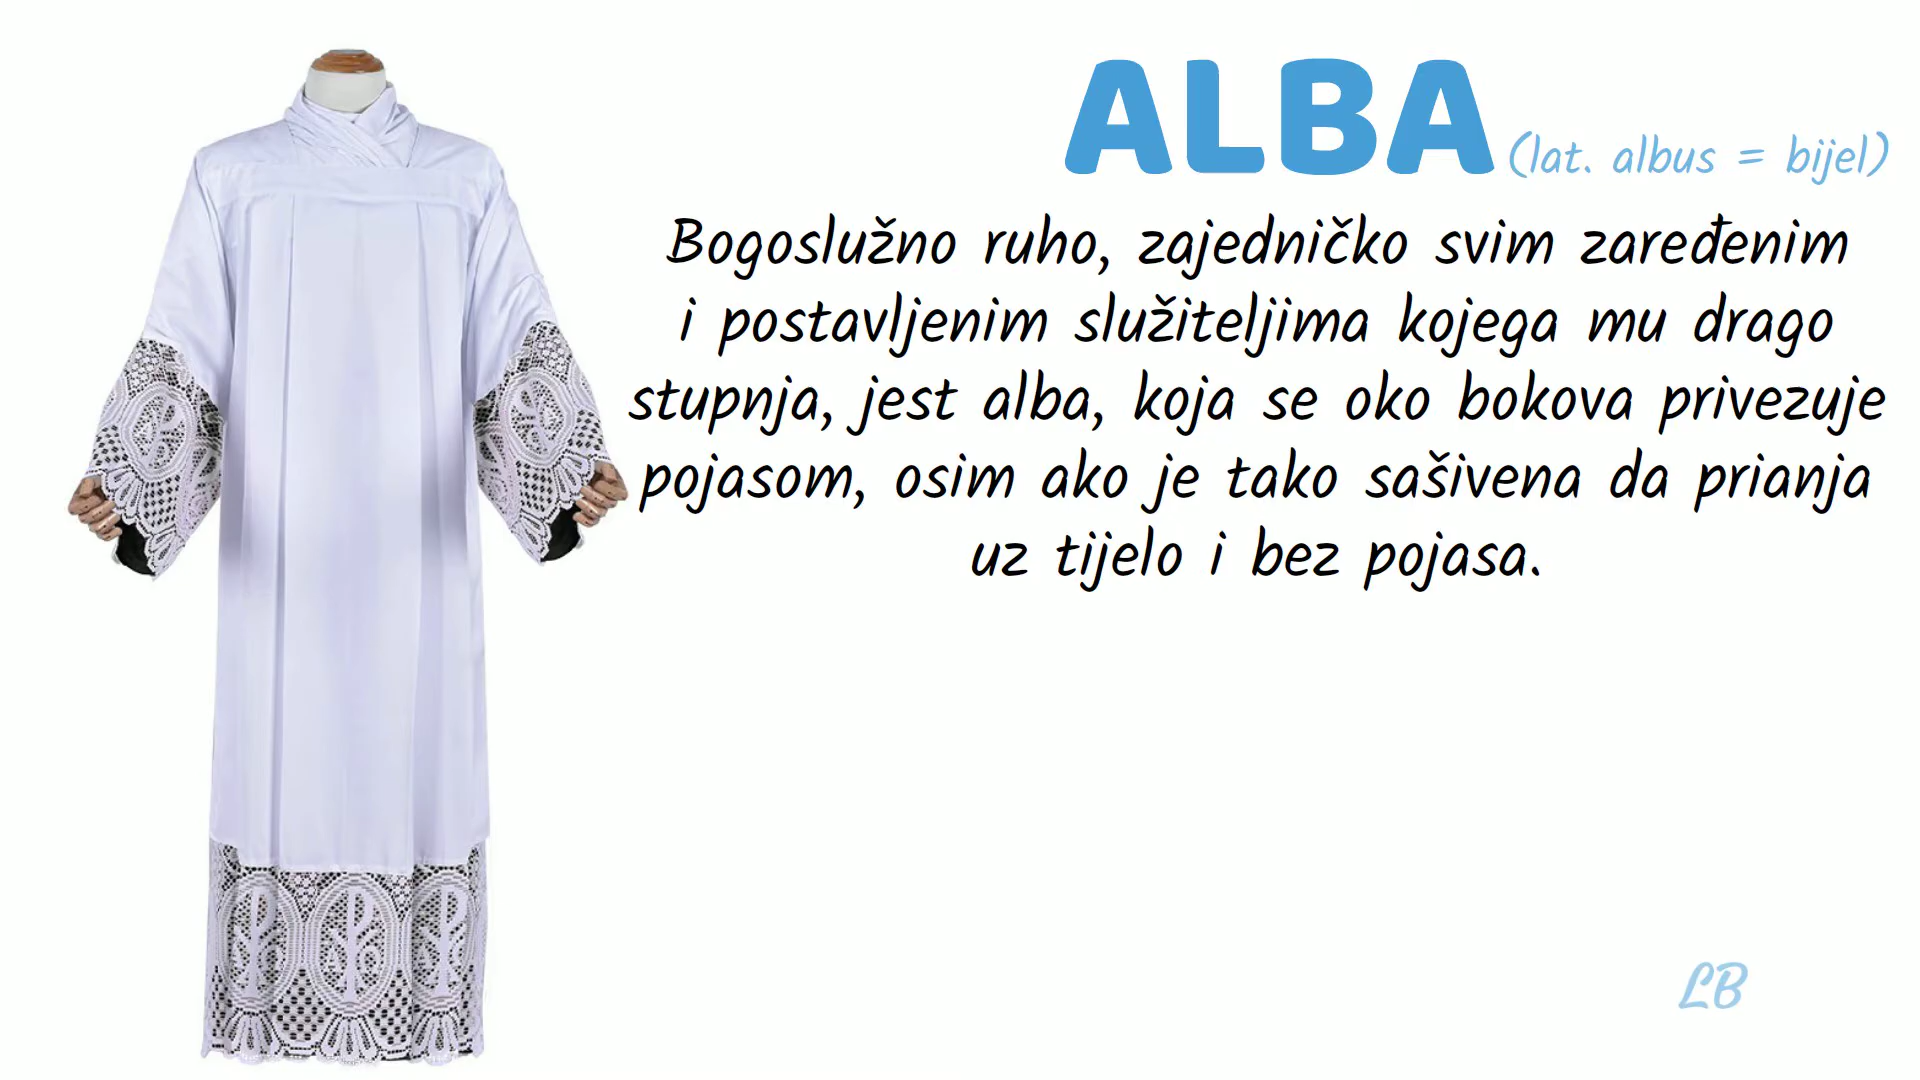 ALBA (lat. albus = bijel)
Bogoslužno ruho, zajedničko svim zaređenim
i postavljenim služiteljima kojega mu drago
stupnja, jest alba, koja se oko bokova privezuje
pojasom, osim ako je tako sašivena da prianja
uz tijelo i bez pojasa.
LB